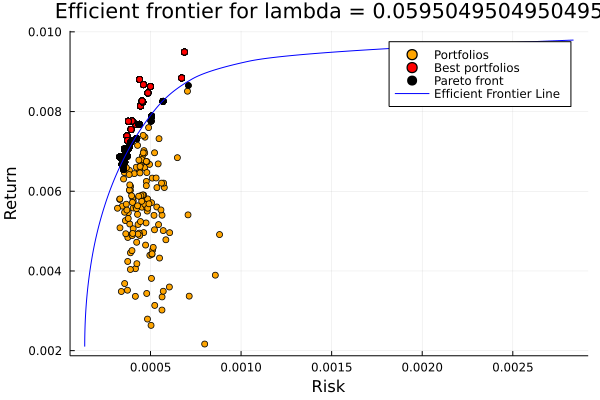 Efficient frontier for lambda = 0.0595049504950495
0.010
0.008
0.006
0.004
0.002
Return
Portfolios
Best portfolios
Pareto front
Efficient Frontier Line
0.0005 0.0010 0.0015 0.0020 0.0025
Risk